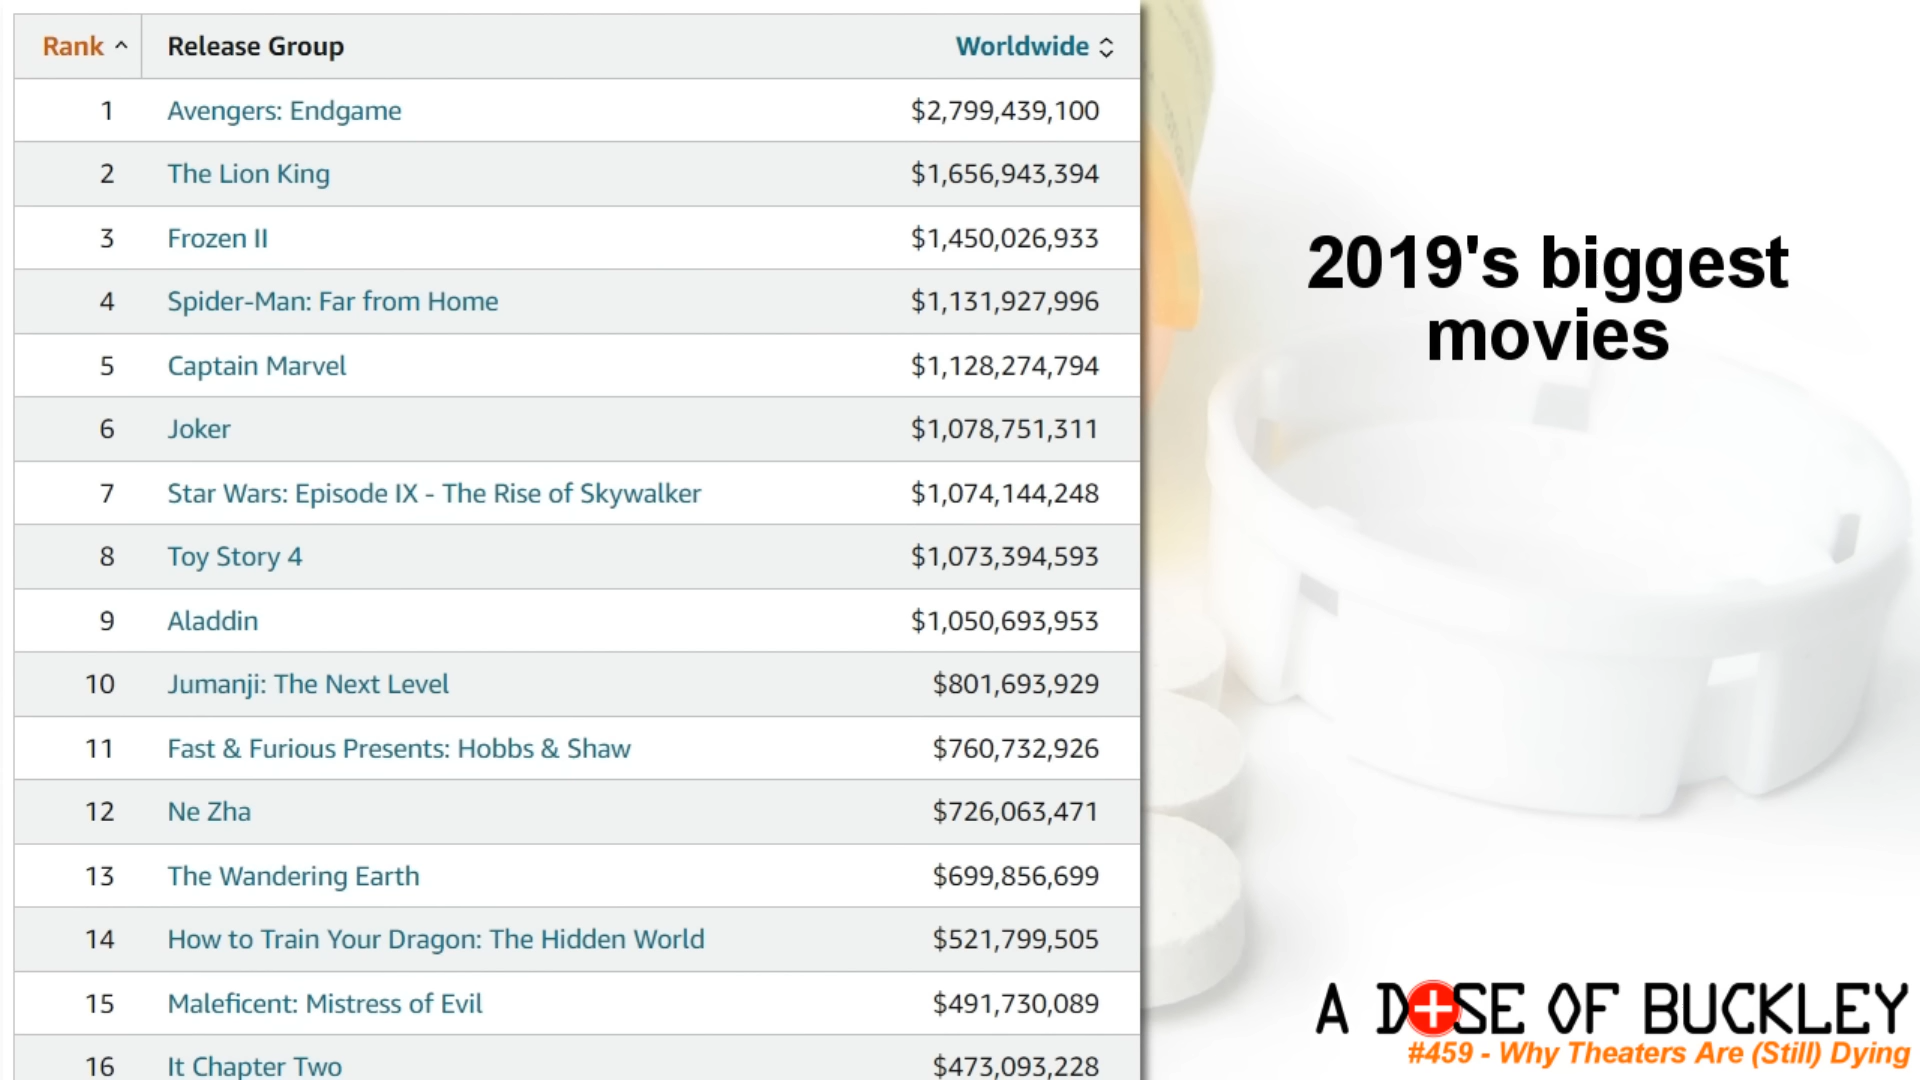 Rank Release Group Worldwide
1 Avengers: Endgame $2,799,439,100
2 The Lion King $1,656,943,394
3 Frozen II $1,450,026,933
4 Spider-Man: Far from Home $1,131,927,996
5 Captain Marvel $1,128,274,794
6 Joker $1,078,751,311
7 Star Wars: Episode IX - The Rise of Skywalker $1,074,144,248
8 Toy Story 4 $1,073,394,593
9 Aladdin $1,050,693,953
10 Jumanji: The Next Level $801,693,929
11 Fast & Furious Presents: Hobbs & Shaw $760,732,926
12 Ne Zha $726,063,471
13 The Wandering Earth $699,856,699
14 How to Train Your Dragon: The Hidden World $521,799,505
15 Maleficent: Mistress of Evil $491,730,089
16 It Chapter Two $473,093,228
2019's biggest
movies
A DOSE OF BUCKLEY
#459 - Why Theaters Are (Still) Dying